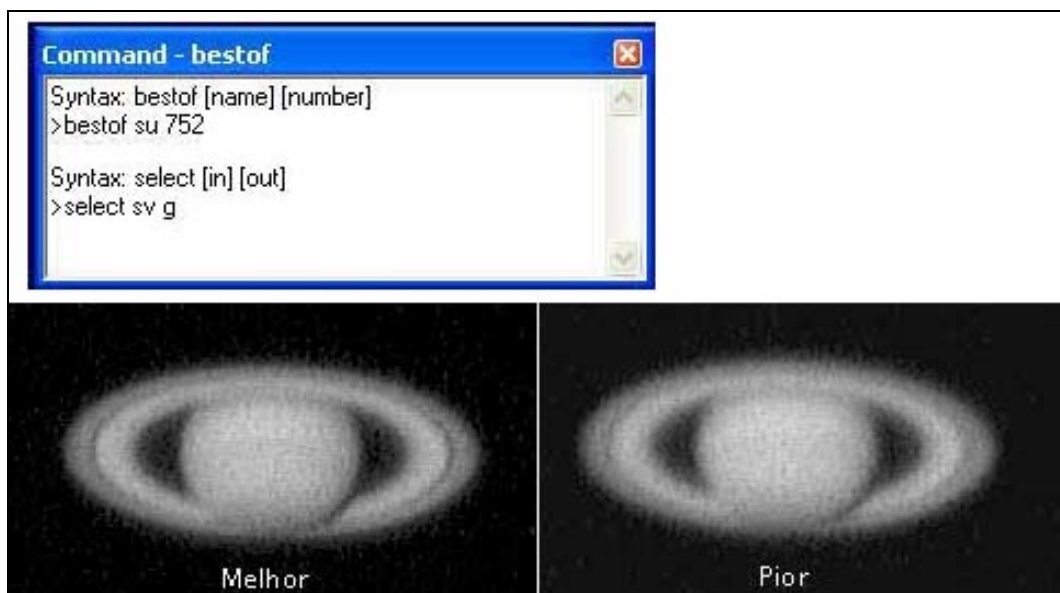 Command - bestof
Syntax: bestof [name] [number]
>bestof su 752
Syntax: select [in] [out]
>select sv g
Melhor
Pior